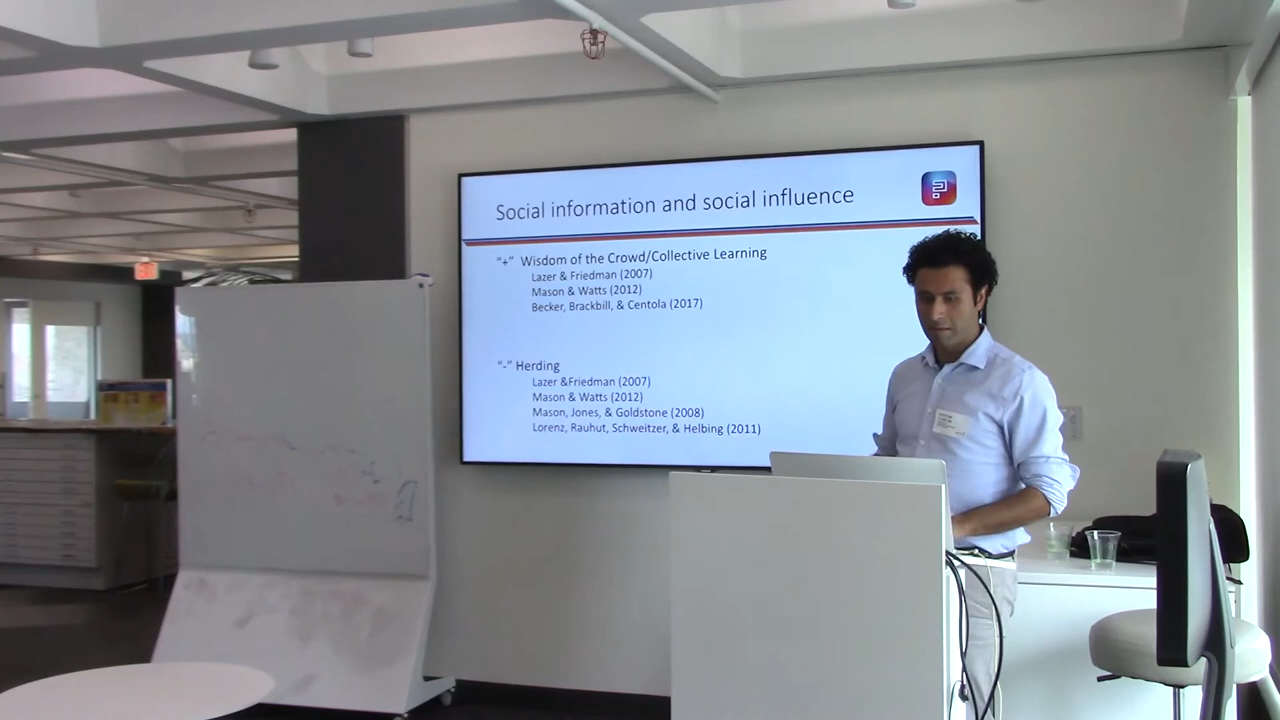 Social information and social influence
"+" Wisdom of the Crowd/Collective Learning
Lazer & Friedman (2007)
Mason & Watts (2012)
Becker, Brackbill, & Centola (2017)
"-" Herding
Lazer &Friedman (2007)
Mason & Watts (2012)
Mason, Jones, & Goldstone (2008)
Lorenz, Rauhut, Schweitzer, & Helbing (2011)